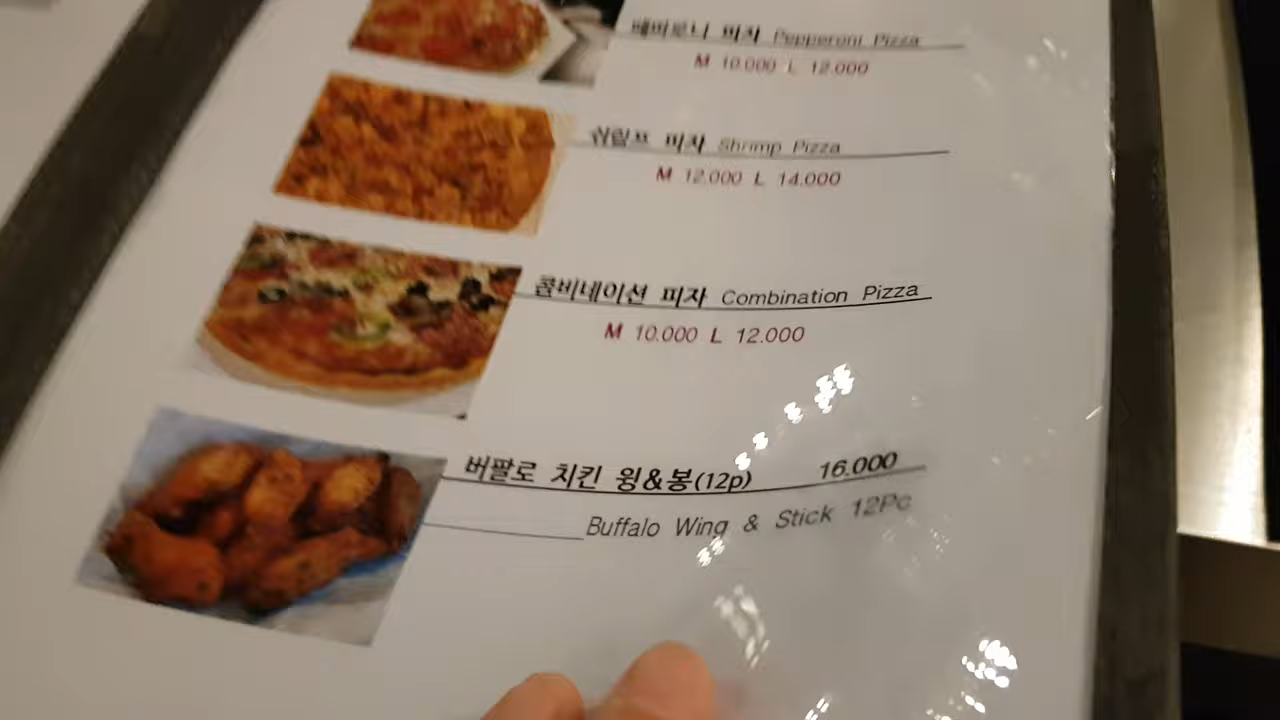 페퍼로니 피자 Pepperoni Pizza
M 10.000 L 12.000
쉬림프 피자 Shrimp Pizza
M 12.000 L 14.000
콤비네이션 피자 Combination Pizza
M 10.000 L 12.000
버팔로 치킨 윙&봉(12p) 16.000
Buffalo Wing & Stick 12Pc